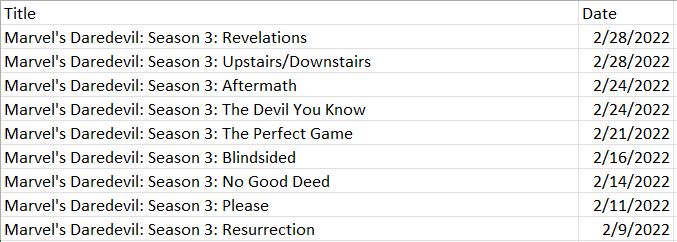 Title Date
Marvel's Daredevil: Season 3: Revelations 2/28/2022
Marvel's Daredevil: Season 3: Upstairs/Downstairs 2/28/2022
Marvel's Daredevil: Season 3: Aftermath 2/24/2022
Marvel's Daredevil: Season 3: The Devil You Know 2/24/2022
Marvel's Daredevil: Season 3: The Perfect Game 2/21/2022
Marvel's Daredevil: Season 3: Blindsided 2/16/2022
Marvel's Daredevil: Season 3: No Good Deed 2/14/2022
Marvel's Daredevil: Season 3: Please 2/11/2022
Marvel's Daredevil: Season 3: Resurrection 2/9/2022